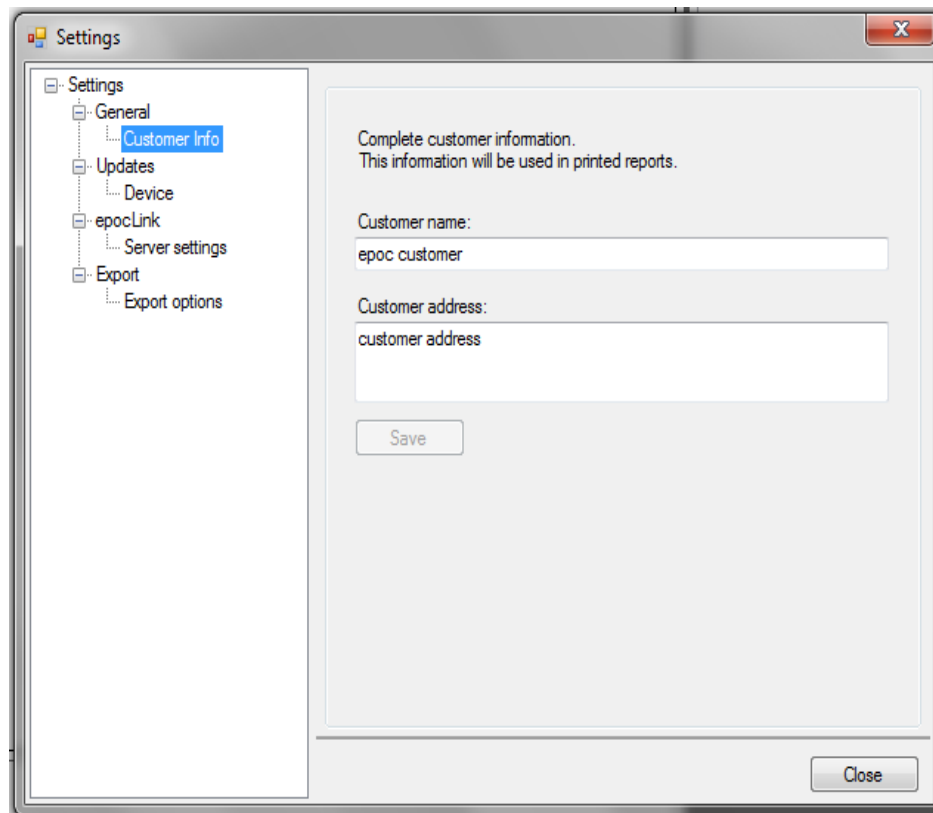 Settings
Settings
General
Customer Info
Updates
Device
epocLink
Server settings
Export
Export options
Complete customer information.
This information will be used in printed reports.
Customer name:
epoc customer
Customer address:
customer address
Save
Close